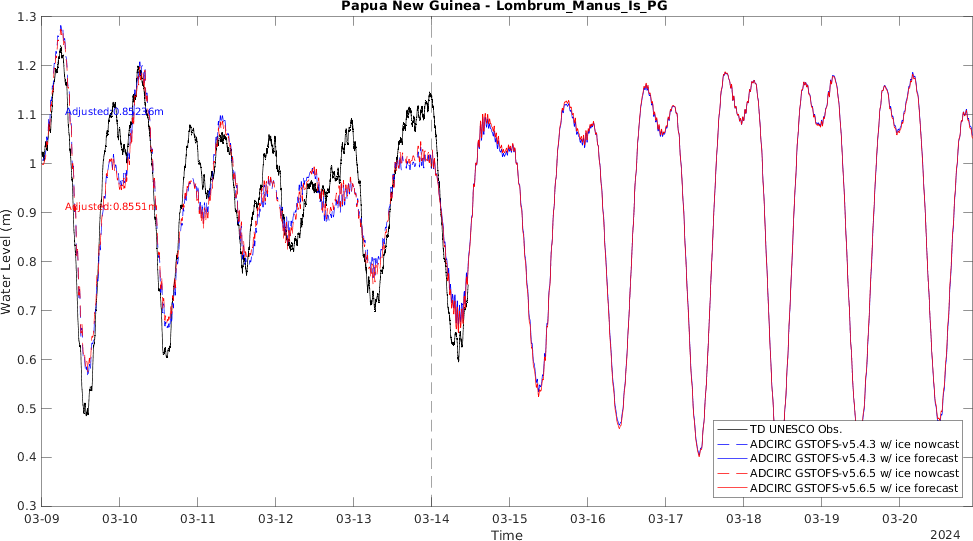 Papua New Guinea - Lombrum_Manus_Is_PG
1.3
1.2
1.1
1
0.9
0.8
0.7
0.6
0.5
0.4
0.3
Water Level (m)
Adjusted:0.85236m
Adjusted:0.8551m
TD UNESCO Obs.
ADCIRC GSTOFS-v5.4.3 w/ ice nowcast
ADCIRC GSTOFS-v5.4.3 w/ ice forecast
ADCIRC GSTOFS-v5.6.5 w/ ice nowcast
ADCIRC GSTOFS-v5.6.5 w/ ice forecast
03-09 03-10 03-11 03-12 03-13 03-14 03-15 03-16 03-17 03-18 03-19 03-20
Time
2024